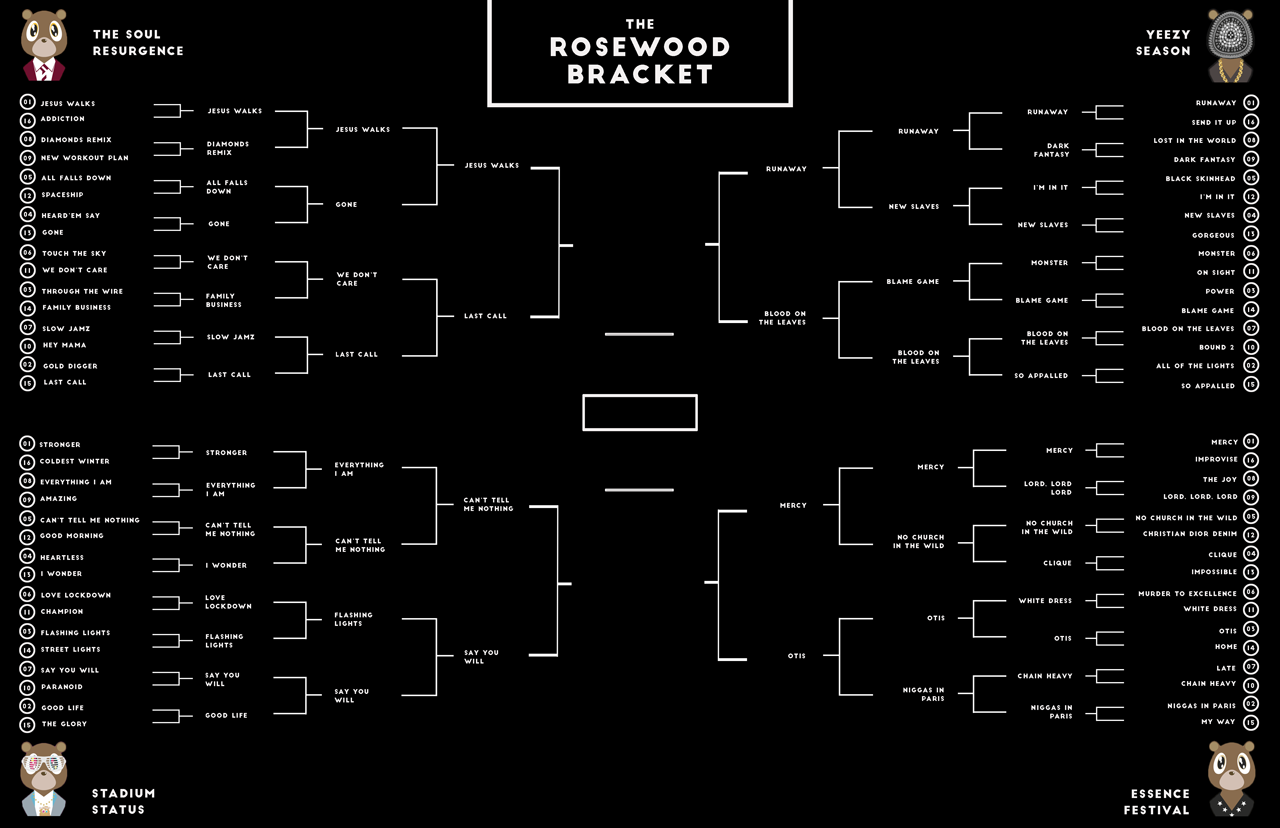 THE
ROSEWOOD
BRACKET
THE SOUL
RESURGENCE
01 JESUS WALKS
16 ADDICTION
08 DIAMONDS REMIX
09 NEW WORKOUT PLAN
05 ALL FALLS DOWN
12 SPACESHIP
04 HEARD'EM SAY
13 GONE
06 TOUCH THE SKY
11 WE DON'T CARE
03 THROUGH THE WIRE
14 FAMILY BUSINESS
07 SLOW JAMZ
10 HEY MAMA
02 GOLD DIGGER
15 LAST CALL
JESUS WALKS
DIAMONDS
REMIX
ALL FALLS
DOWN
GONE
WE DON'T
CARE
FAMILY
BUSINESS
SLOW JAMZ
LAST CALL
JESUS WALKS
GONE
WE DON'T
CARE
LAST CALL
JESUS WALKS
LAST CALL
YEEZY
SEASON
RUNAWAY 01
SEND IT UP 16
LOST IN THE WORLD 08
DARK FANTASY 09
BLACK SKINHEAD 05
I'M IN IT 12
NEW SLAVES 04
GORGEOUS 13
MONSTER 06
ON SIGHT 11
POWER 03
BLAME GAME 14
BLOOD ON THE LEAVES 07
BOUND 2 10
ALL OF THE LIGHTS 02
SO APPALLED 15
RUNAWAY
DARK
FANTASY
I'M IN IT
NEW SLAVES
MONSTER
BLAME GAME
BLOOD ON
THE LEAVES
SO APPALLED
RUNAWAY
NEW SLAVES
BLAME GAME
BLOOD ON
THE LEAVES
RUNAWAY
BLOOD ON
THE LEAVES
01 STRONGER
16 COLDEST WINTER
08 EVERYTHING I AM
09 AMAZING
05 CAN'T TELL ME NOTHING
12 GOOD MORNING
04 HEARTLESS
13 I WONDER
06 LOVE LOCKDOWN
11 CHAMPION
03 FLASHING LIGHTS
14 STREET LIGHTS
07 SAY YOU WILL
10 PARANOID
02 GOOD LIFE
15 THE GLORY
STRONGER
EVERYTHING
I AM
CAN'T TELL
ME NOTHING
I WONDER
LOVE
LOCKDOWN
FLASHING
LIGHTS
SAY YOU
WILL
GOOD LIFE
EVERYTHING
I AM
CAN'T TELL
ME NOTHING
FLASHING
LIGHTS
SAY YOU
WILL
CAN'T TELL
ME NOTHING
SAY YOU
WILL
STADIUM
STATUS
MERCY 01
IMPROVISE 16
THE JOY 08
LORD, LORD, LORD 09
NO CHURCH IN THE WILD 05
CHRISTIAN DIOR DENIM 12
CLIQUE 04
IMPOSSIBLE 13
MURDER TO EXCELLENCE 06
WHITE DRESS 11
OTIS 03
HOME 14
LATE 07
CHAIN HEAVY 10
NIGGAS IN PARIS 02
MY WAY 15
MERCY
LORD, LORD
LORD
NO CHURCH
IN THE WILD
CLIQUE
WHITE DRESS
OTIS
CHAIN HEAVY
NIGGAS IN
PARIS
MERCY
NO CHURCH
IN THE WILD
OTIS
NIGGAS IN
PARIS
MERCY
OTIS
ESSENCE
FESTIVAL